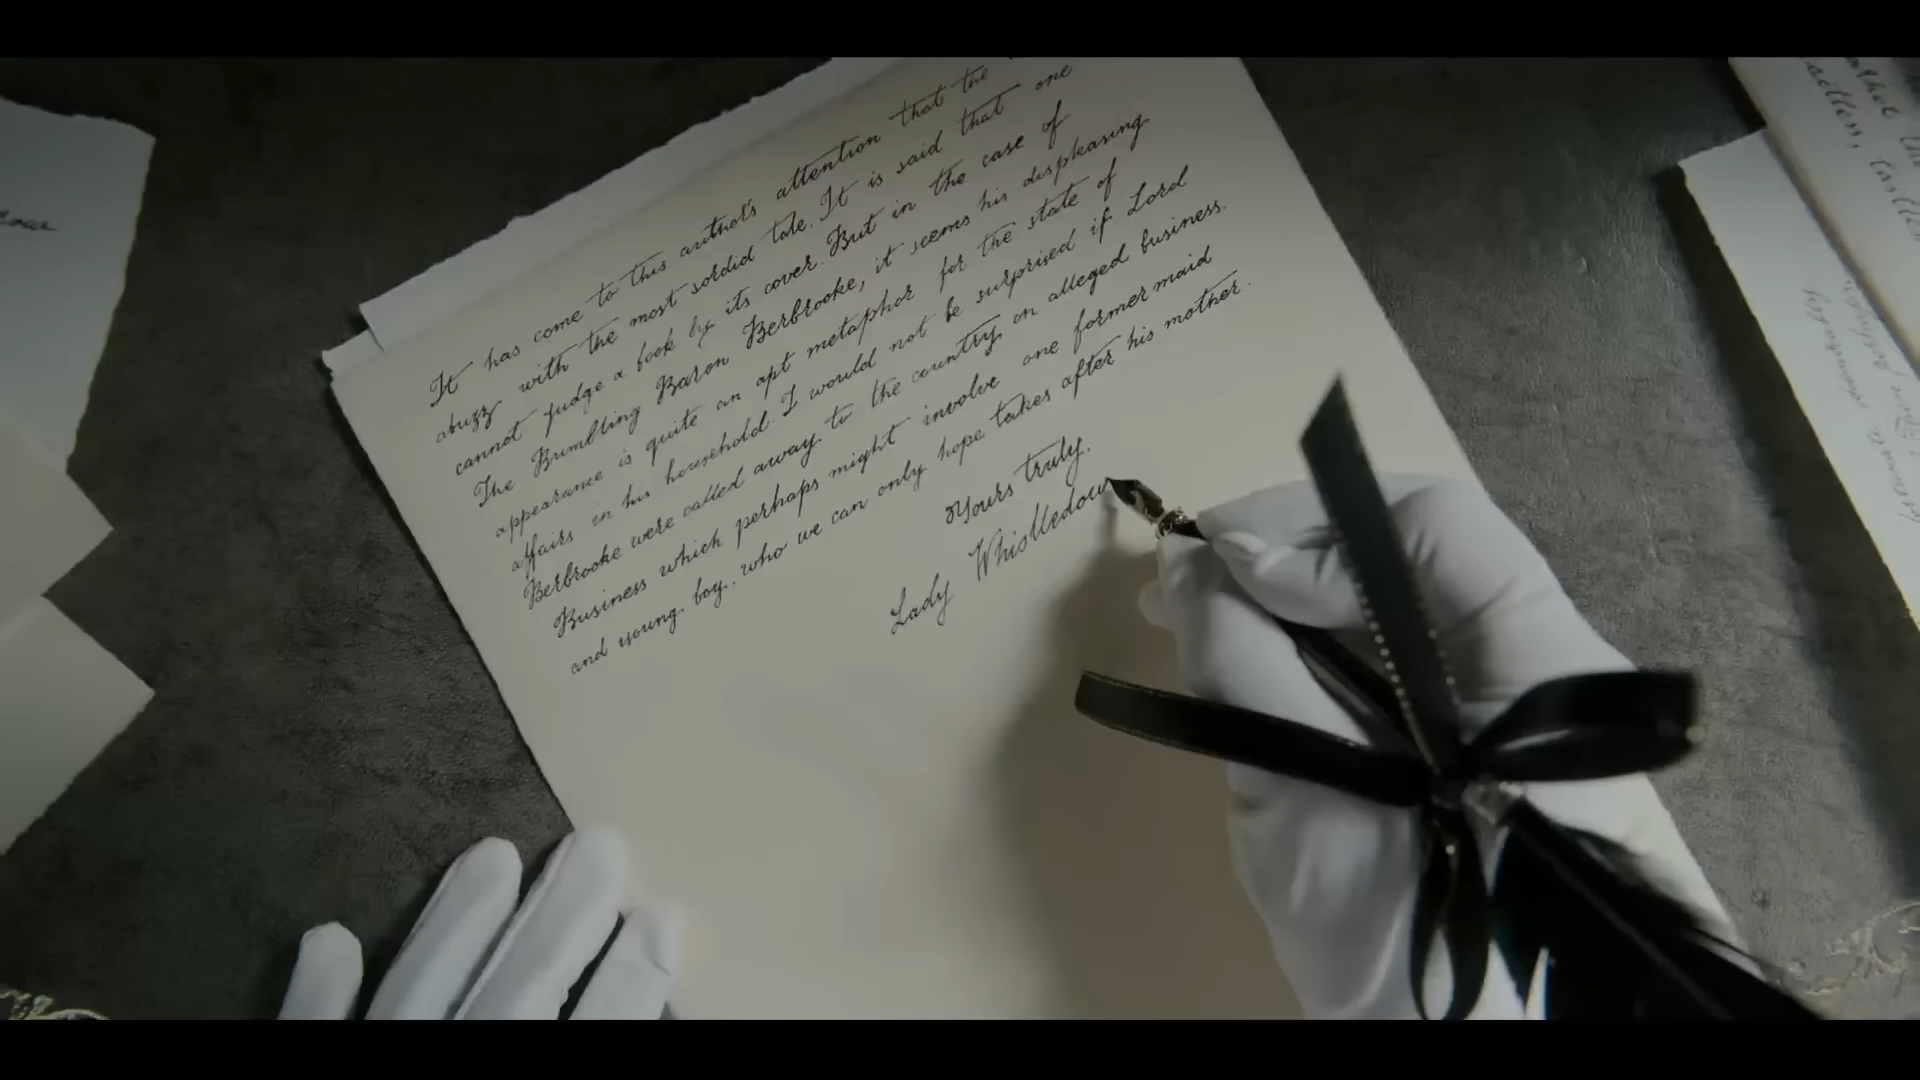 It has come to this author's attention that the
abuzz with the most sordid tale. It is said that one
cannot judge a book by its cover. But in the case of
The Bumbling Baron Berbrooke, it seems his displeasing
appearance is quite an apt metaphor for the state of
affairs in his household. I would not be surprised if Lord
Berbrooke were called away to the country on alleged business.
Business which perhaps might involve one former maid
and young boy, who we can only hope takes after his mother.
Yours truly,
Lady Whistledow